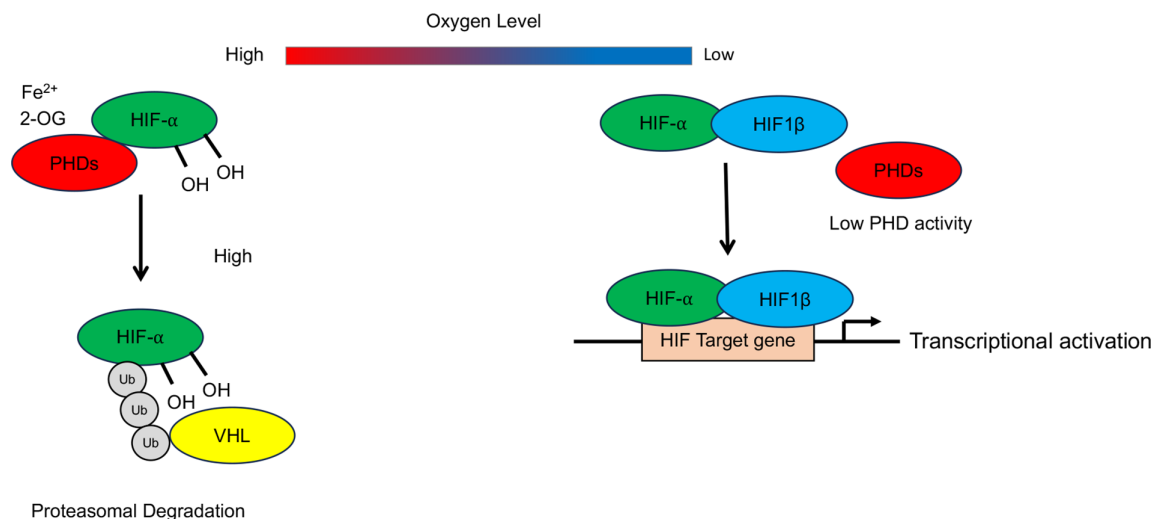 Oxygen Level
High
Low
Fe²⁺
2-OG
HIF-α
PHDs
OH
OH
High
HIF-α
Ub
Ub
Ub
OH
OH
VHL
Proteasomal Degradation
HIF-α
HIF1β
PHDs
Low PHD activity
HIF-α
HIF1β
HIF Target gene
Transcriptional activation